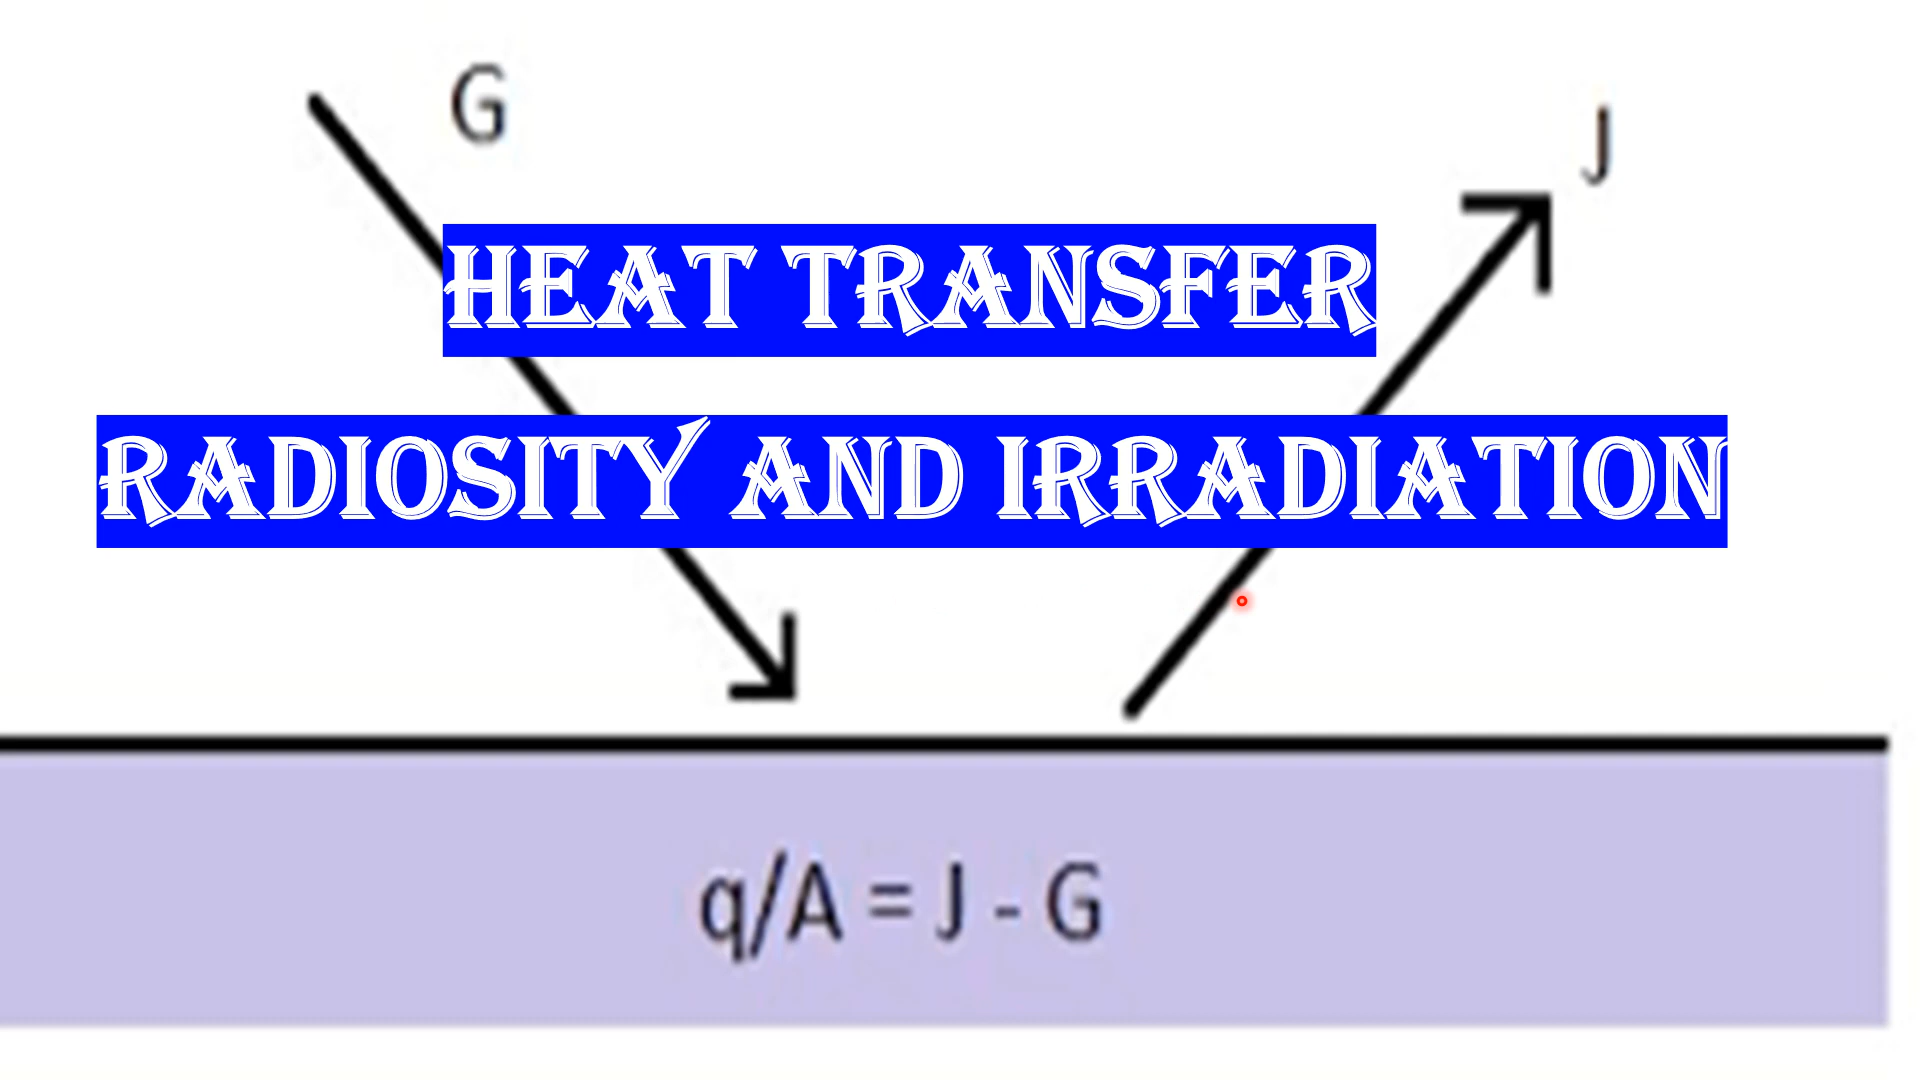 G
J
HEAT TRANSFER
RADIOSITY AND IRRADIATION
q/A = J - G